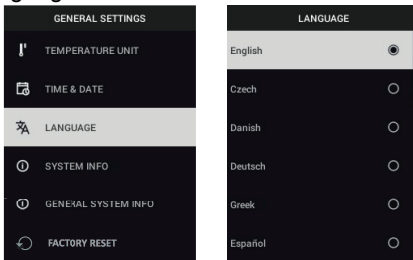 GENERAL SETTINGS
TEMPERATURE UNIT
TIME & DATE
LANGUAGE
SYSTEM INFO
GENERAL SYSTEM INFO
FACTORY RESET
LANGUAGE
English
Czech
Danish
Deutsch
Greek
Español